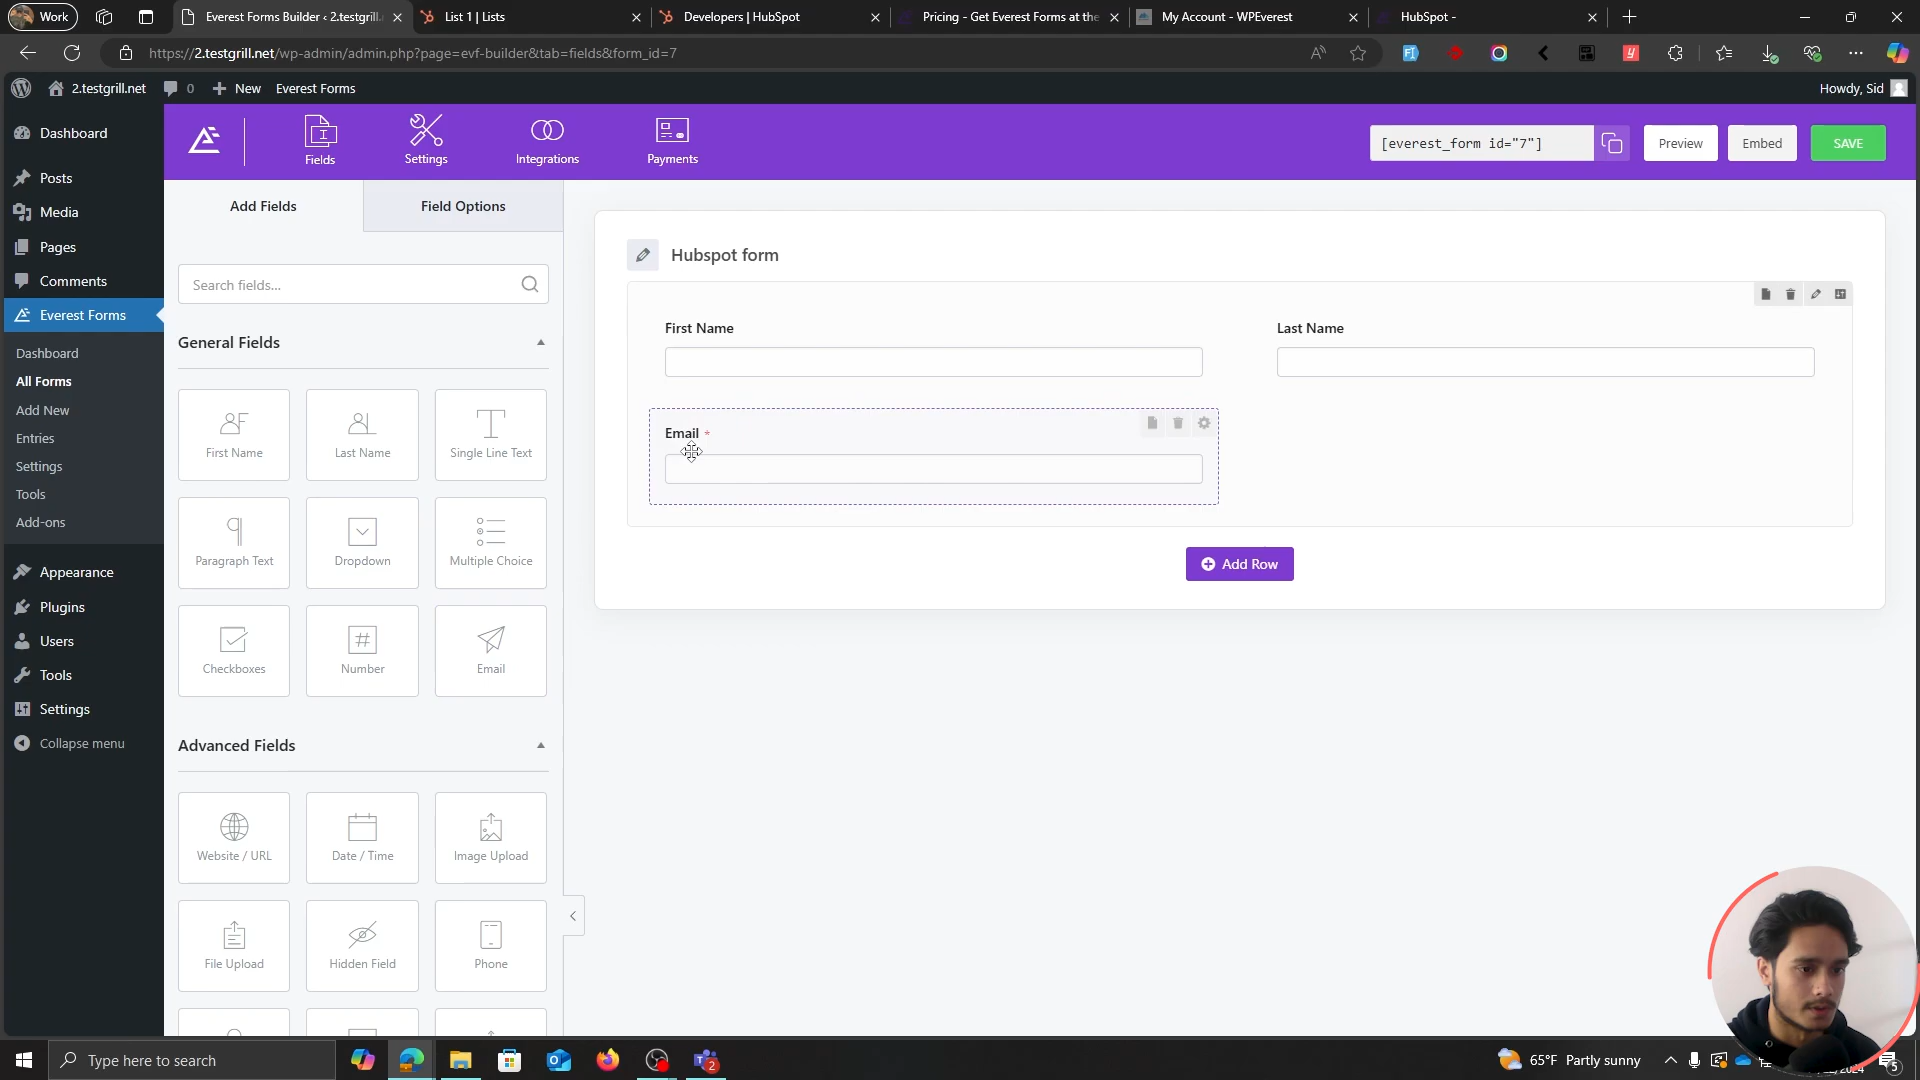 Work
Everest Forms Builder ‹ 2.testgrill.
List 1 | Lists
Developers | HubSpot
Pricing - Get Everest Forms at the
My Account - WPEverest
HubSpot -
https://2.testgrill.net/wp-admin/admin.php?page=evf-builder&tab=fields&form_id=7
2.testgrill.net
0
New
Everest Forms
Howdy, Sid
Dashboard
Posts
Media
Pages
Comments
Everest Forms
Dashboard
All Forms
Add New
Entries
Settings
Tools
Add-ons
Appearance
Plugins
Users
Tools
Settings
Collapse menu
Fields
Settings
Integrations
Payments
[everest_form id="7"]
Preview
Embed
SAVE
Add Fields
Field Options
Search fields...
General Fields
First Name
Last Name
Single Line Text
Paragraph Text
Dropdown
Multiple Choice
Checkboxes
Number
Email
Advanced Fields
Website / URL
Date / Time
Image Upload
File Upload
Hidden Field
Phone
Hubspot form
First Name
Last Name
Email *
Add Row
Type here to search
2
65°F Partly sunny
5